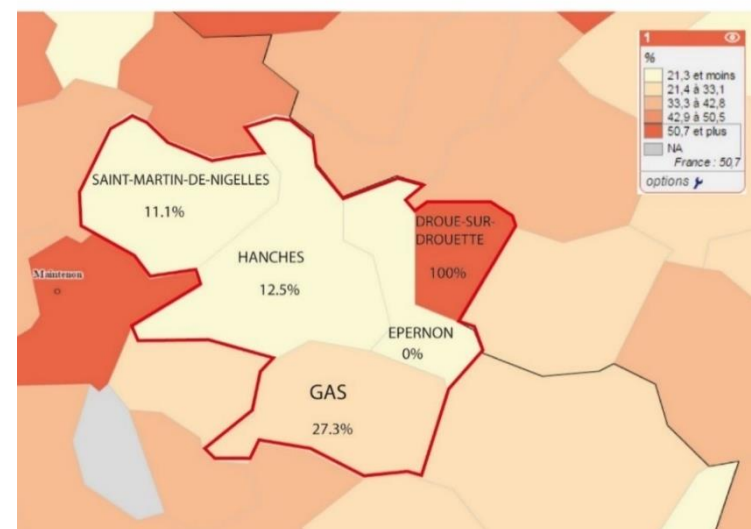 1
%
21,3 et moins
21,4 à 33,1
33,3 à 42,8
42,9 à 50,5
50,7 et plus
NA
France : 50,7
options
SAINT-MARTIN-DE-NIGELLES
11.1%
HANCHES
12.5%
DROUE-SUR-
DROUETTE
100%
Maintenon
EPERNON
0%
GAS
27.3%